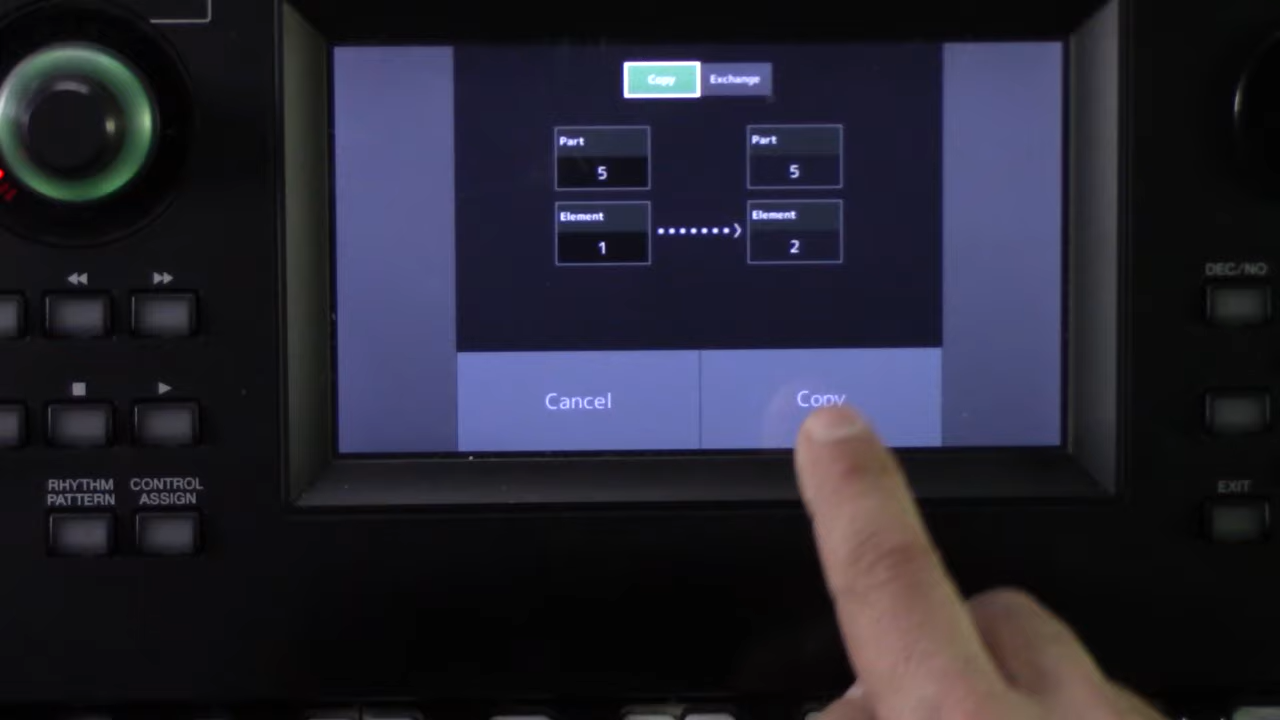 Copy Exchange
Part Part
5 5
Element Element
1 2
Cancel Copy
DEC/NO
EXIT
RHYTHM CONTROL
PATTERN ASSIGN